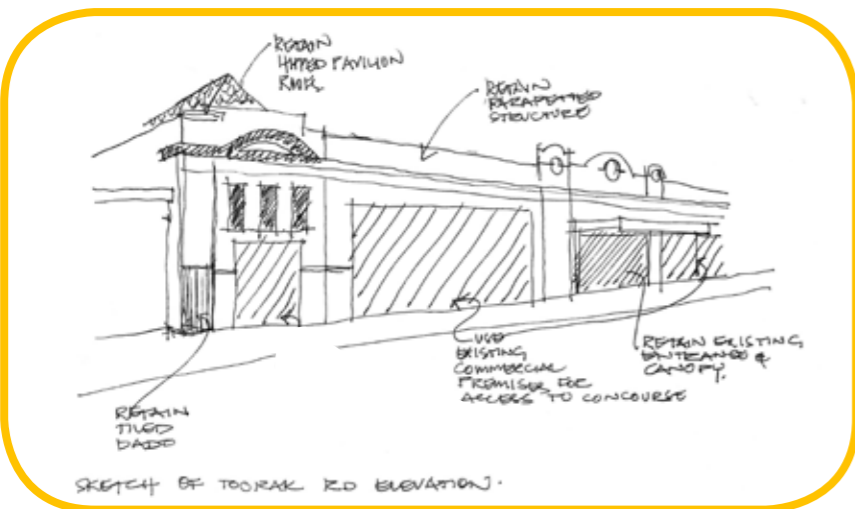 RETAIN
HIPPED PAVILION
ROOF.
RETAIN
PARAPETTED
STRUCTURE
USE
EXISTING
COMMERCIAL
PREMISES FOR
ACCESS TO CONCOURSE
RETAIN EXISTING
ENTRANCE &
CANOPY.
RETAIN
TILED
DADO
SKETCH OF TOORAK RD ELEVATION.